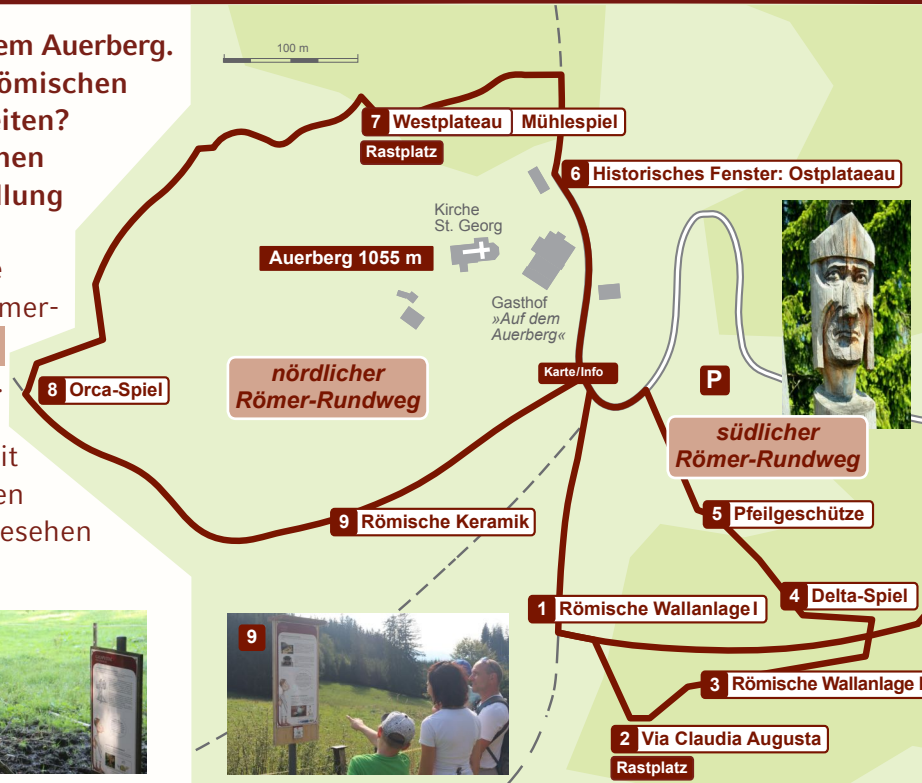 em Auerberg.
ömischen
eiten?
nen
llung
e
mer-
it
en
esehen
100 m
7 Westplateau Mühlespiel
Rastplatz
6 Historisches Fenster: Ostplataeau
Kirche
St. Georg
Auerberg 1055 m
Gasthof
»Auf dem
Auerberg«
Karte/Info
P
8 Orca-Spiel
nördlicher
Römer-Rundweg
südlicher
Römer-Rundweg
9 Römische Keramik
5 Pfeilgeschütze
4 Delta-Spiel
1 Römische Wallanlage I
3 Römische Wallanlage
2 Via Claudia Augusta
Rastplatz
9